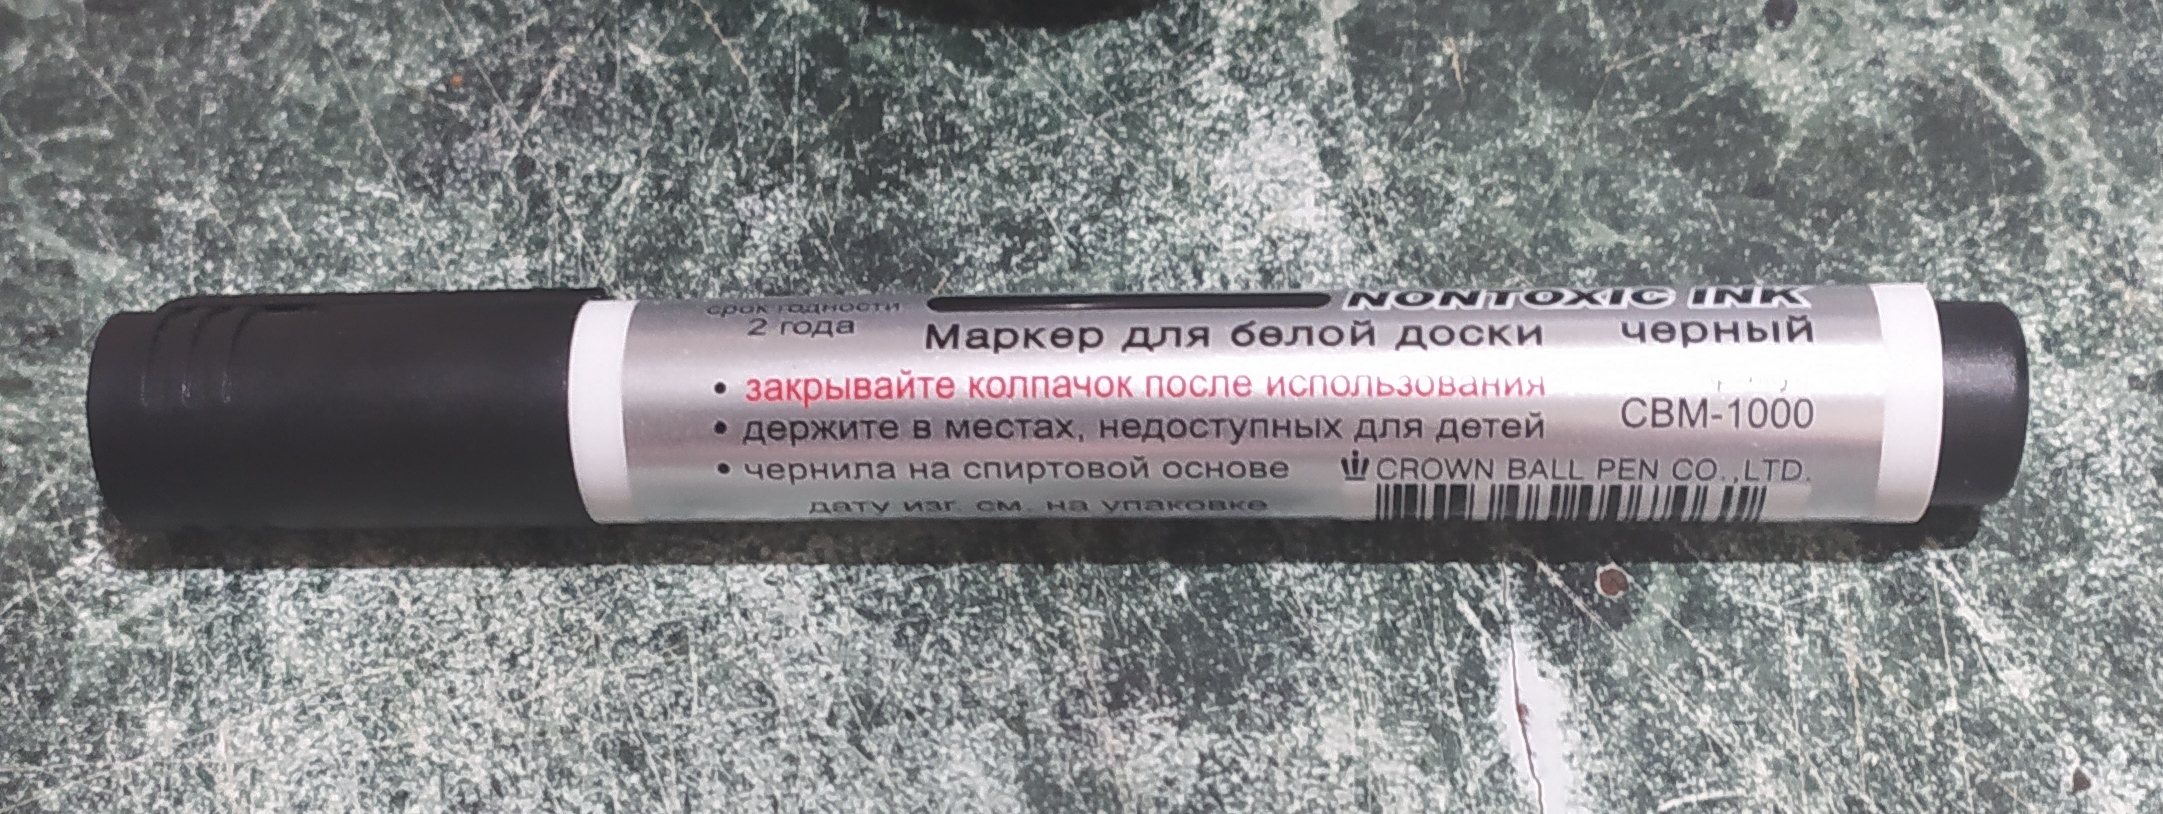 NONTOXIC INK
срок годности
2 года
Маркер для белой доски черный
• закрывайте колпачок после использования
• держите в местах, недоступных для детей
CBM-1000
• чернила на спиртовой основе
CROWN BALL PEN CO.,LTD.
дату изг. см. на упаковке